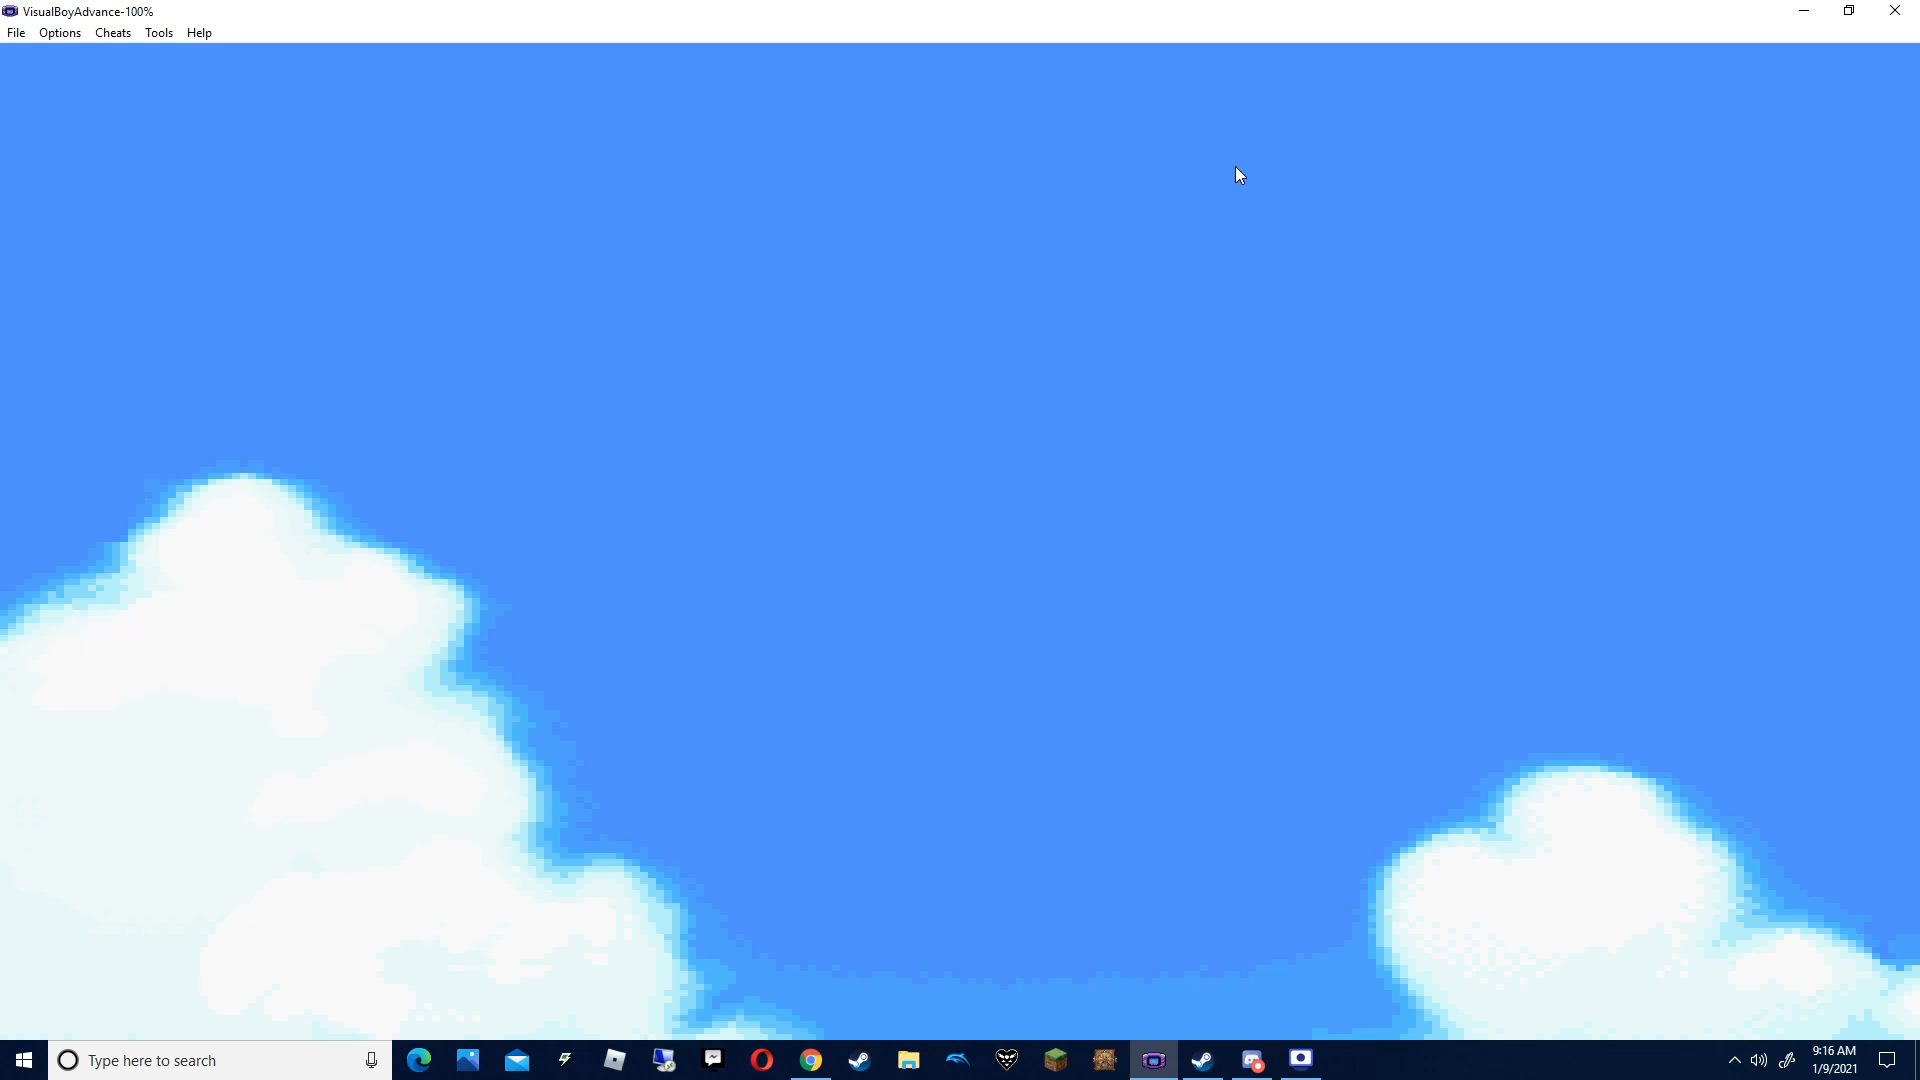 VisualBoyAdvance-100%
File Options Cheats Tools Help
Type here to search
9:16 AM
1/9/2021